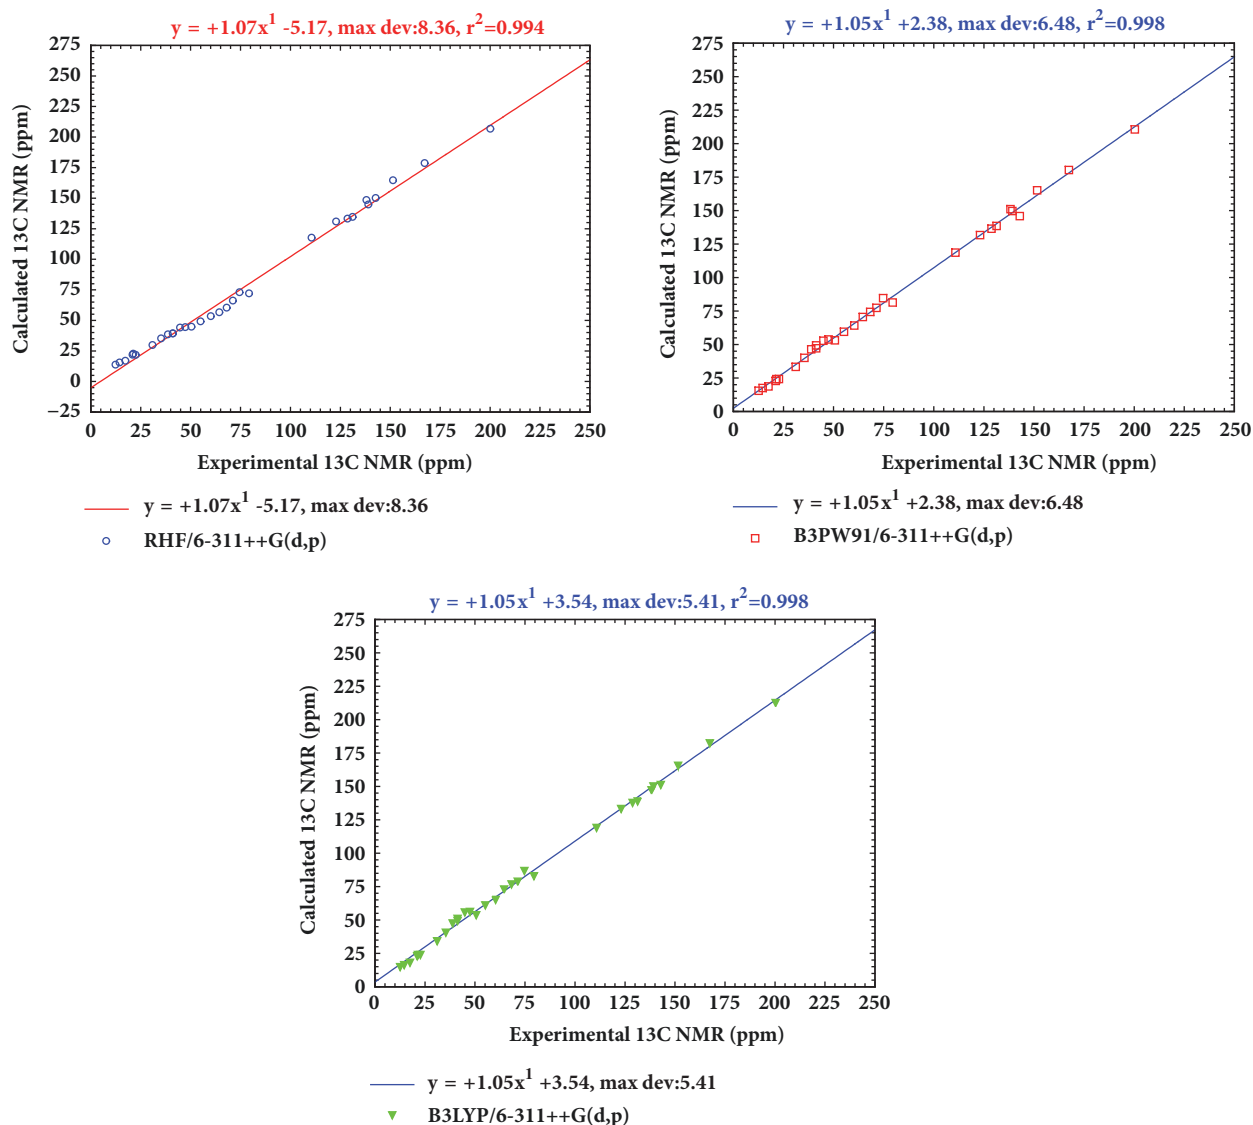 y = +1.07x¹ -5.17, max dev:8.36, r²=0.994
275
250
225
200
175
150
125
100
75
50
25
0
−25
Calculated 13C NMR (ppm)
0 25 50 75 100 125 150 175 200 225 250
Experimental 13C NMR (ppm)
y = +1.07x¹ -5.17, max dev:8.36
RHF/6-311++G(d,p)
y = +1.05x¹ +2.38, max dev:6.48, r²=0.998
275
250
225
200
175
150
125
100
75
50
25
0
Calculated 13C NMR (ppm)
0 25 50 75 100 125 150 175 200 225 250
Experimental 13C NMR (ppm)
y = +1.05x¹ +2.38, max dev:6.48
B3PW91/6-311++G(d,p)
y = +1.05x¹ +3.54, max dev:5.41, r²=0.998
275
250
225
200
175
150
125
100
75
50
25
0
Calculated 13C NMR (ppm)
0 25 50 75 100 125 150 175 200 225 250
Experimental 13C NMR (ppm)
y = +1.05x¹ +3.54, max dev:5.41
B3LYP/6-311++G(d,p)